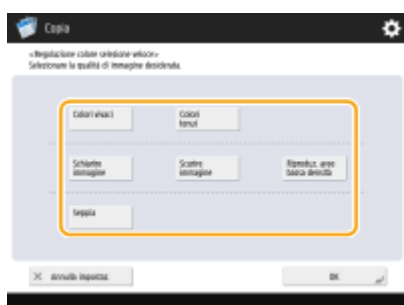 Copia
<Regolazione colore selezione veloce>
Selezionare la qualità di immagine desiderata.
Colori vivaci
Colori
tenui
Schiarire
immagine
Scurire
immagine
Riproduz. aree
bassa densità
Seppia
Annulla impostaz.
OK